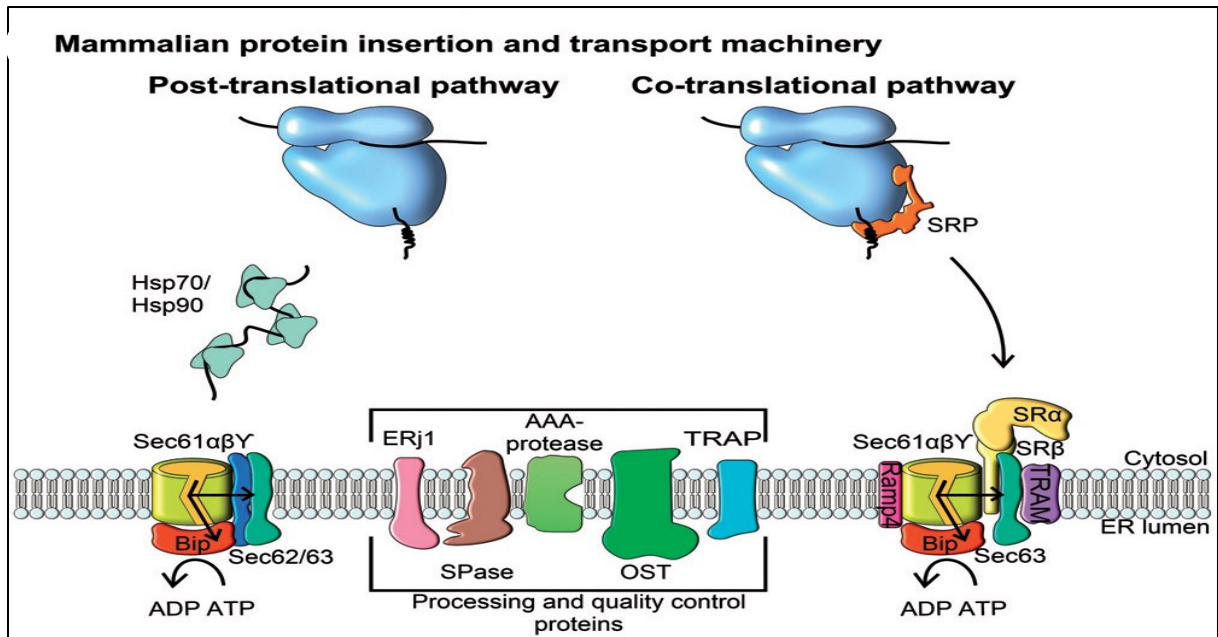 Mammalian protein insertion and transport machinery
Post-translational pathway
Co-translational pathway
SRP
Hsp70/
Hsp90
Sec61αβϒ
Bip
Sec62/63
ADP ATP
ERj1
AAA-
protease
TRAP
SPase
OST
Processing and quality control
proteins
Sec61αβϒ
SRα
SRβ
Ramp4
TRAM
Bip
Sec63
ADP ATP
Cytosol
ER lumen